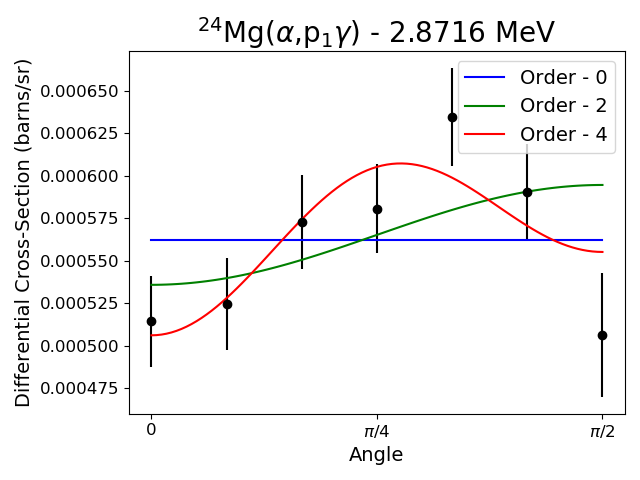 ²⁴Mg(α,p₁γ) - 2.8716 MeV
Differential Cross-Section (barns/sr)
0.000650
0.000625
0.000600
0.000575
0.000550
0.000525
0.000500
0.000475
Order - 0
Order - 2
Order - 4
0
π/4
π/2
Angle